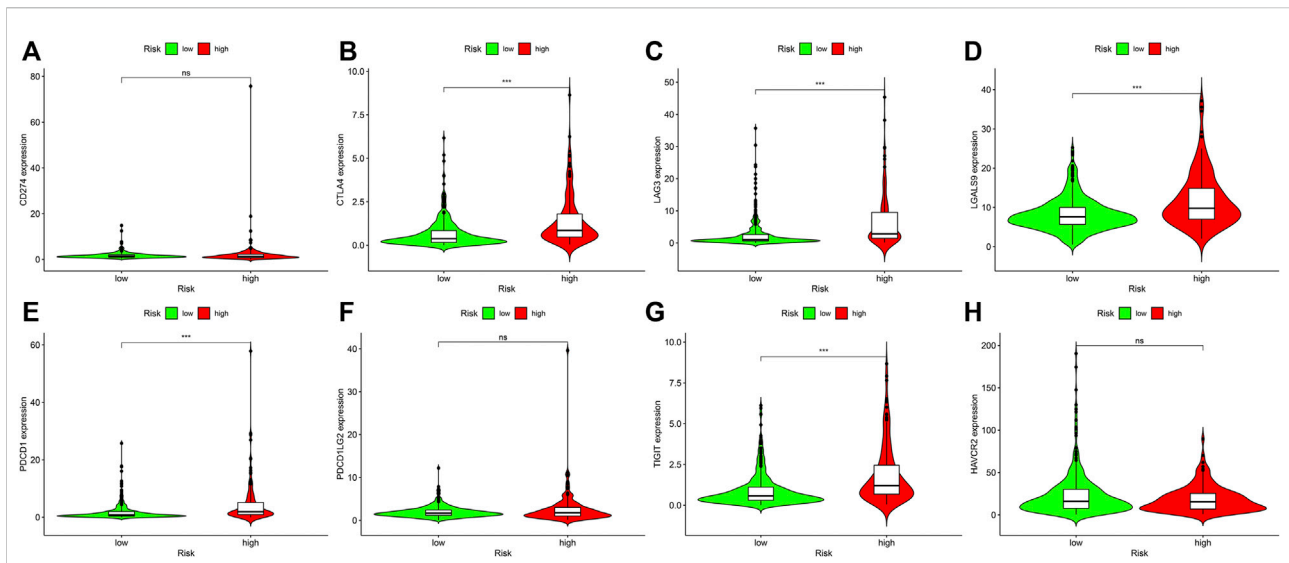 A
Risk low high
ns
80
60
40
20
0
CD274 expression
low high
Risk
B
Risk low high
***
10.0
7.5
5.0
2.5
0.0
CTLA4 expression
low high
Risk
C
Risk low high
***
50
40
30
20
10
0
LAG3 expression
low high
Risk
D
Risk low high
***
40
30
20
10
0
LGALS9 expression
low high
Risk
E
Risk low high
***
60
40
20
0
PDCD1 expression
low high
Risk
F
Risk low high
ns
40
30
20
10
0
PDCD1LG2 expression
low high
Risk
G
Risk low high
***
10.0
7.5
5.0
2.5
0.0
TIGIT expression
low high
Risk
H
Risk low high
ns
200
150
100
50
0
HAVCR2 expression
low high
Risk